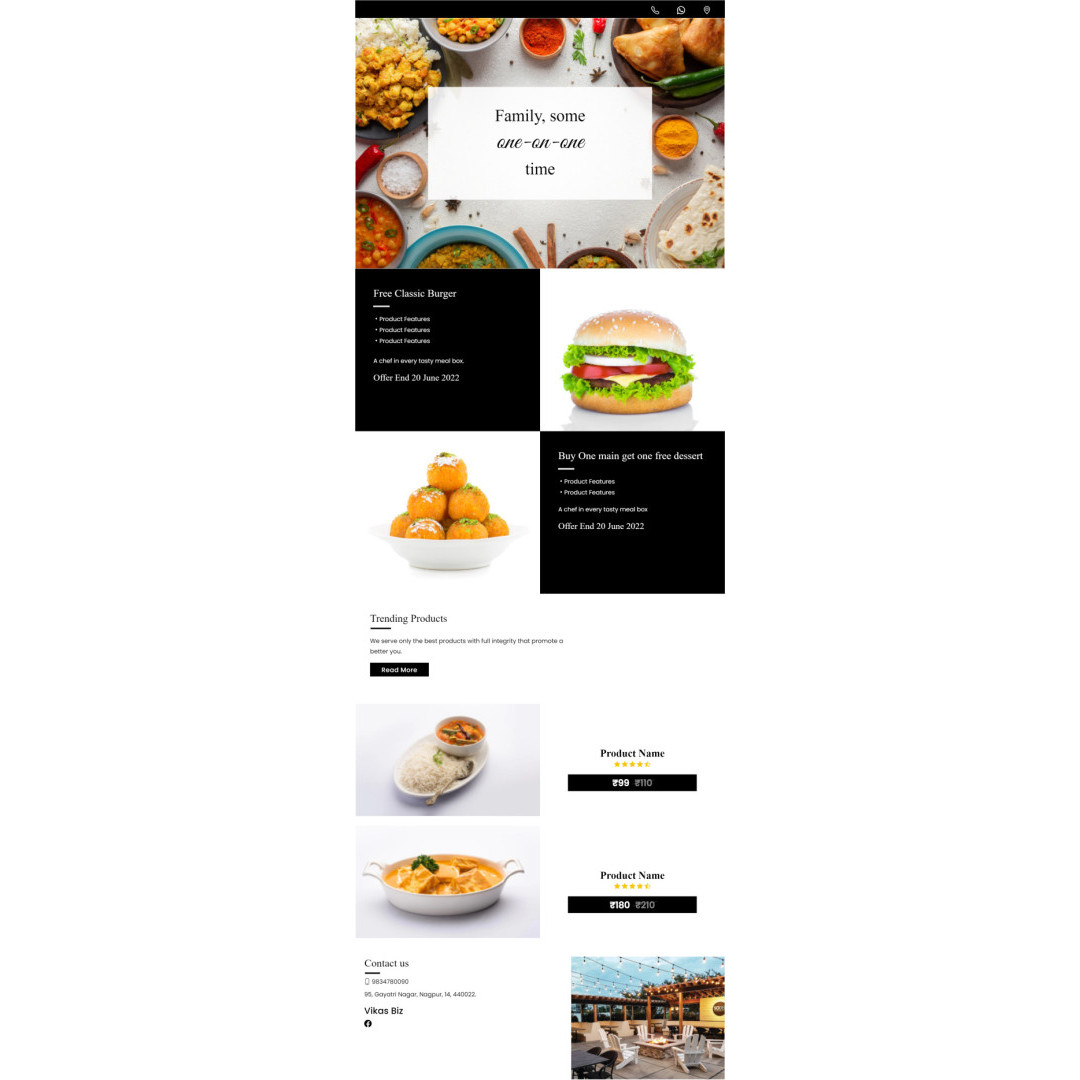 Family, some
one-on-one
time
Free Classic Burger
• Product Features
• Product Features
• Product Features
A chef in every tasty meal box.
Offer End 20 June 2022
Buy One main get one free dessert
• Product Features
• Product Features
A chef in every tasty meal box
Offer End 20 June 2022
Trending Products
We serve only the best products with full integrity that promote a
better you.
Read More
Product Name
₹99 ₹110
Product Name
₹180 ₹210
Contact us
9834780090
95, Gayatri Nagar, Nagpur, 14, 440022.
Vikas Biz